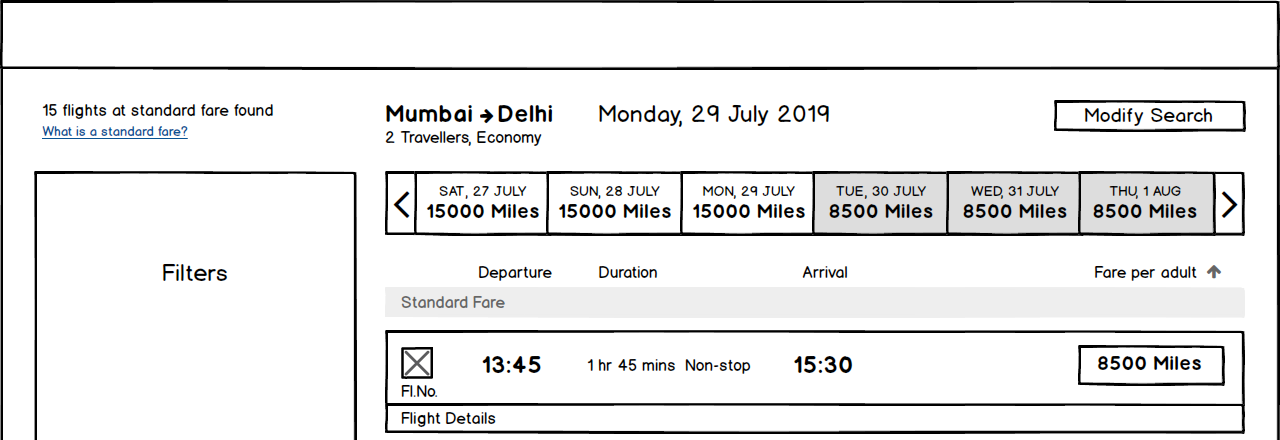 15 flights at standard fare found
What is a standard fare?
Mumbai → Delhi Monday, 29 July 2019
2 Travellers, Economy
Modify Search
Filters
SAT, 27 JULY
15000 Miles
SUN, 28 JULY
15000 Miles
MON, 29 JULY
15000 Miles
TUE, 30 JULY
8500 Miles
WED, 31 JULY
8500 Miles
THU, 1 AUG
8500 Miles
Departure Duration Arrival Fare per adult
Standard Fare
13:45 1 hr 45 mins Non-stop 15:30 8500 Miles
Fl.No.
Flight Details